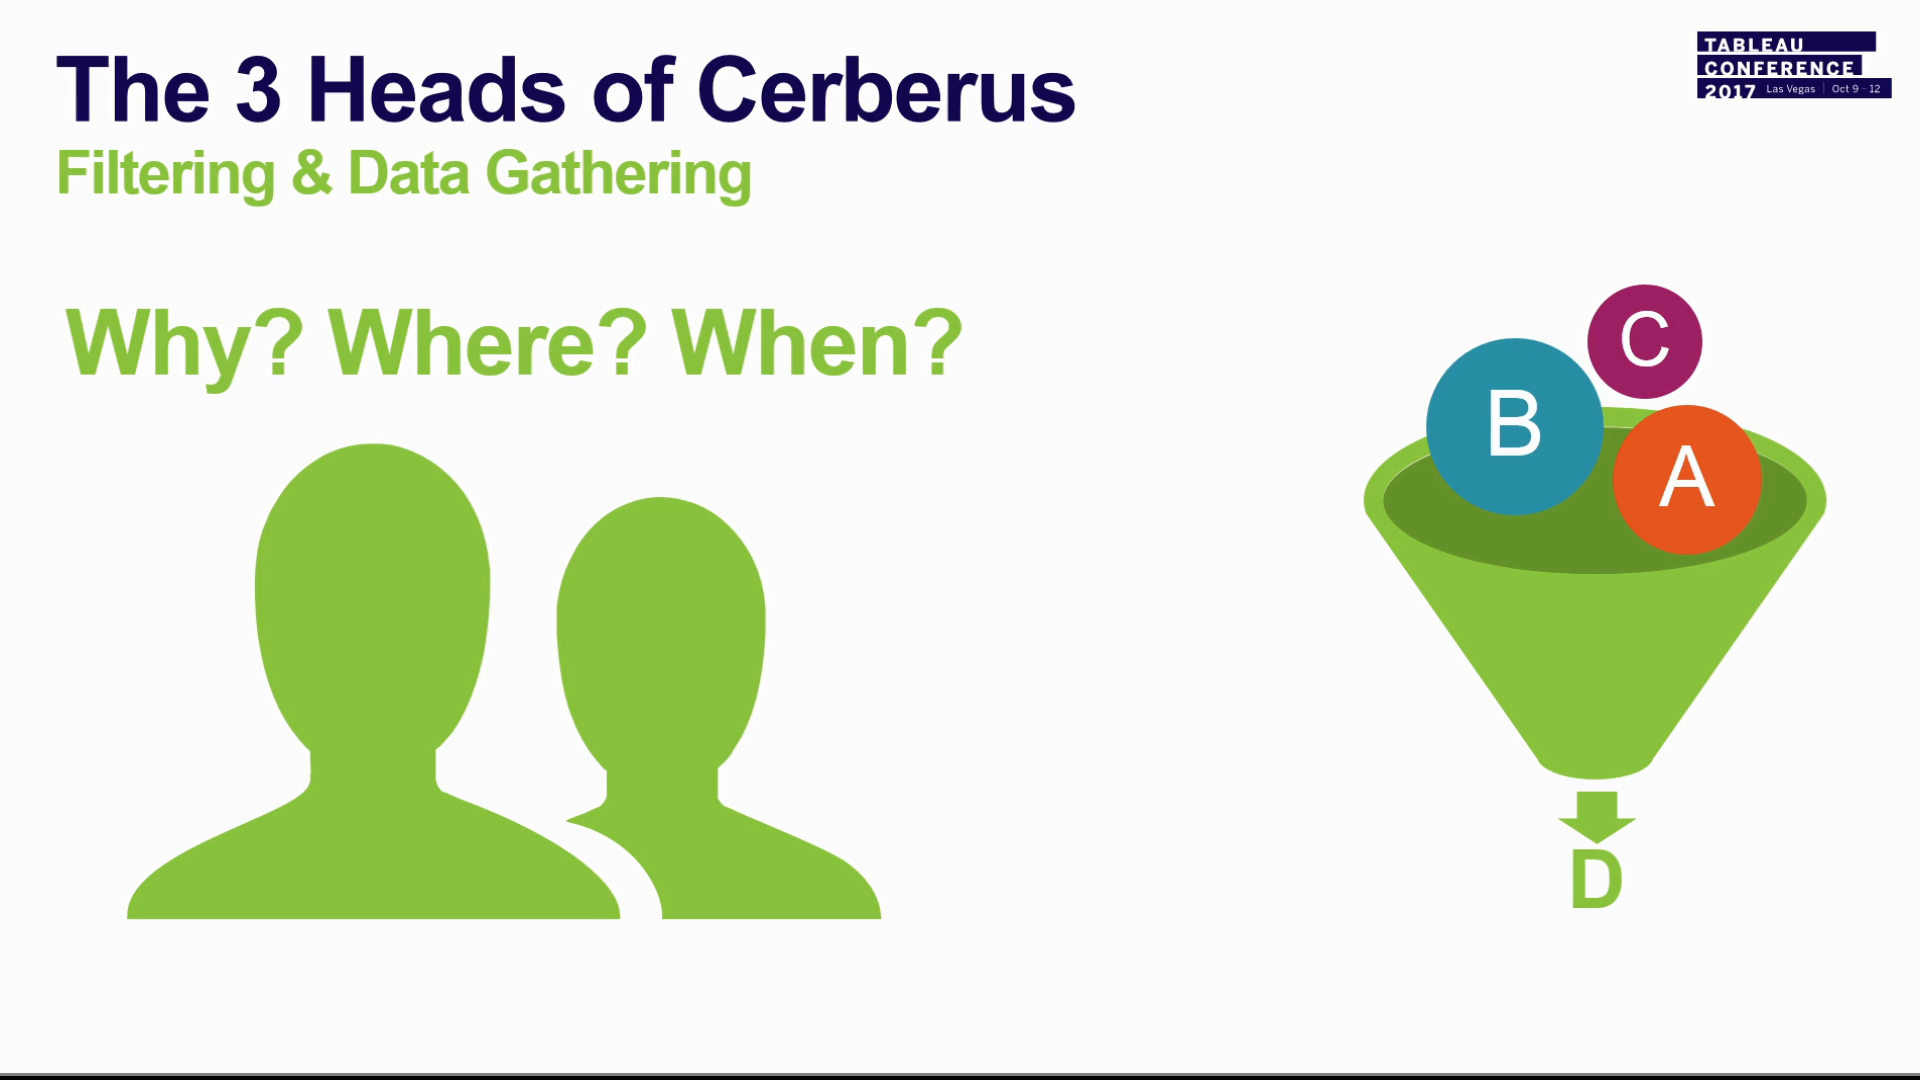 The 3 Heads of Cerberus
Filtering & Data Gathering
TABLEAU
CONFERENCE
2017 Las Vegas | Oct 9 - 12
Why? Where? When?
C
B
A
D